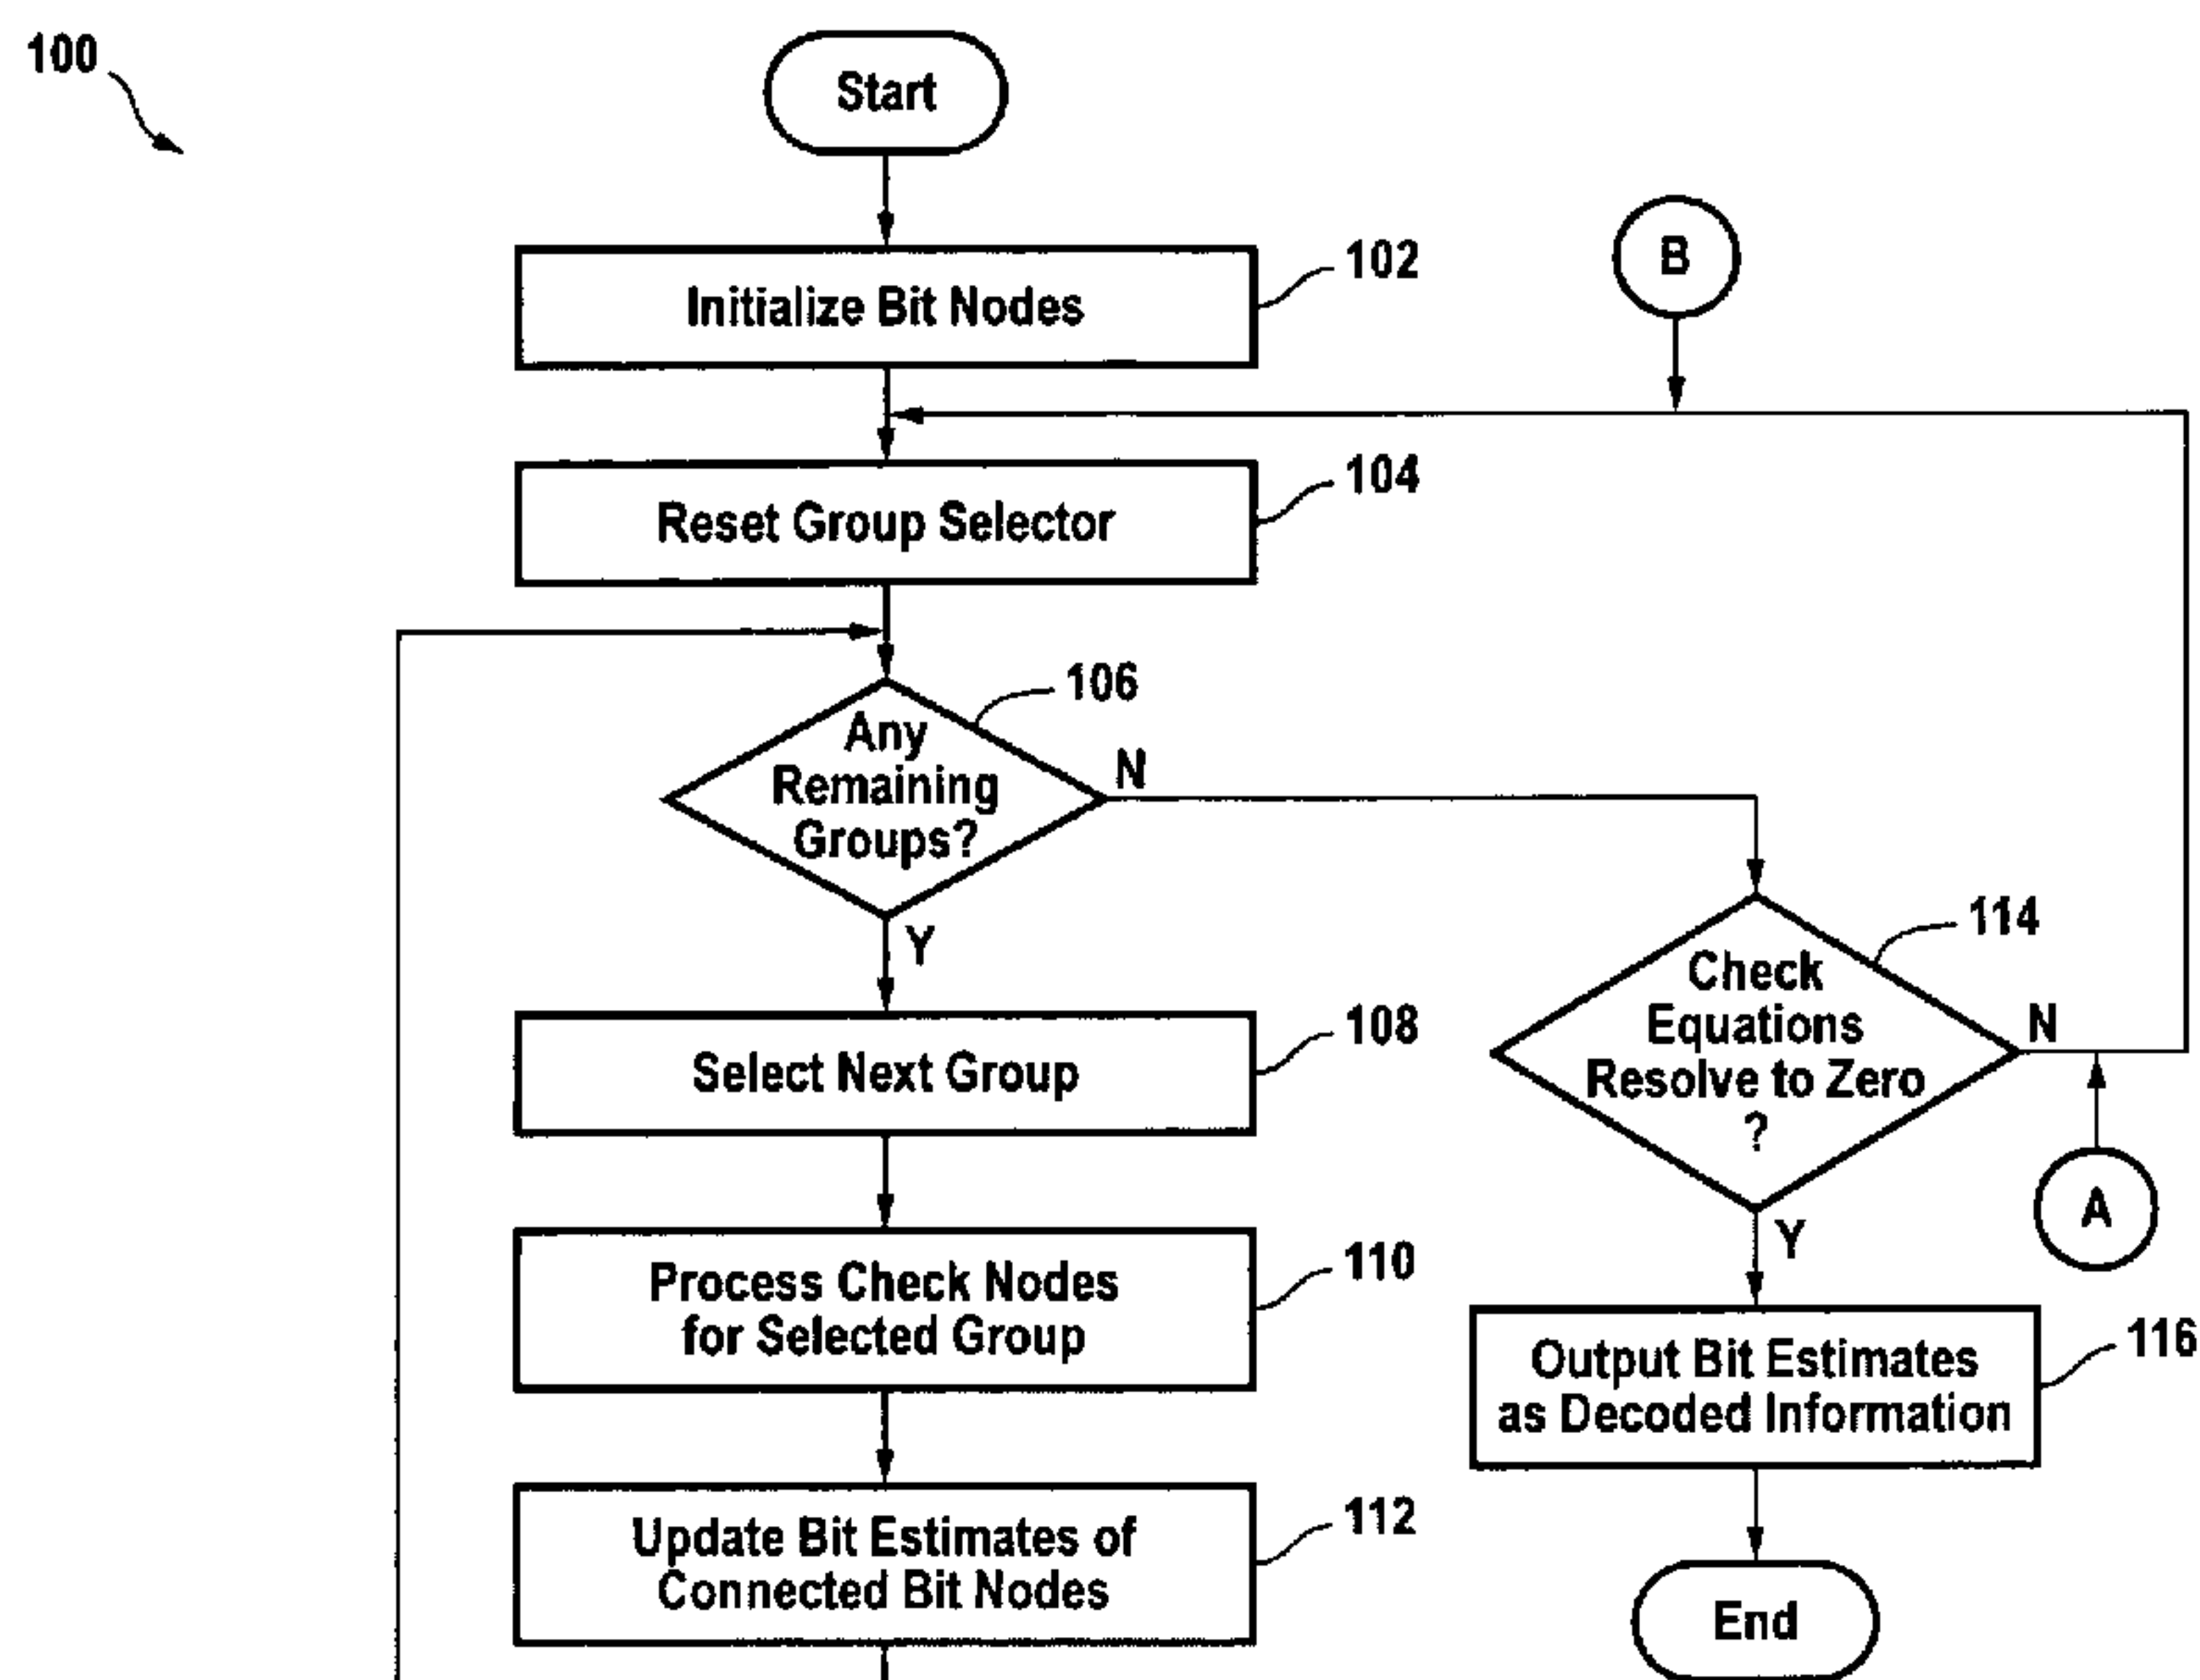 100
Start
102
Initialize Bit Nodes
B
104
Reset Group Selector
106
Any
Remaining
Groups?
N
Y
114
Check
Equations
Resolve to Zero
?
N
Y
A
108
Select Next Group
110
Process Check Nodes
for Selected Group
116
Output Bit Estimates
as Decoded Information
112
Update Bit Estimates of
Connected Bit Nodes
End